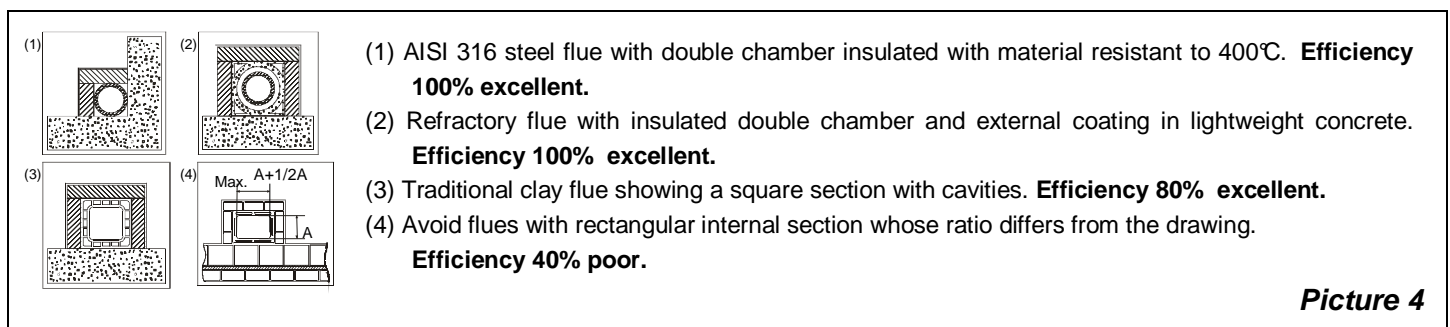 (1)
(2)
(3)
(4)
Max. A+1/2A
A
(1) AISI 316 steel flue with double chamber insulated with material resistant to 400℃. Efficiency
100% excellent.
(2) Refractory flue with insulated double chamber and external coating in lightweight concrete.
Efficiency 100% excellent.
(3) Traditional clay flue showing a square section with cavities. Efficiency 80% excellent.
(4) Avoid flues with rectangular internal section whose ratio differs from the drawing.
Efficiency 40% poor.
Picture 4